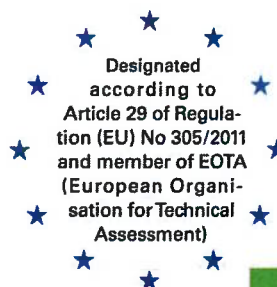 Designated
according to
Article 29 of Regula-
tion (EU) No 305/2011
and member of EOTA
(European Organi-
sation for Technical
Assessment)